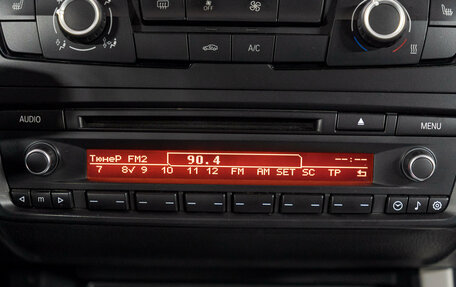 OFF
A/C
AUDIO
MENU
ТюнеР FM2 90.4 --:--
7 8✓ 9 10 11 12 FM AM SET SC TP
m